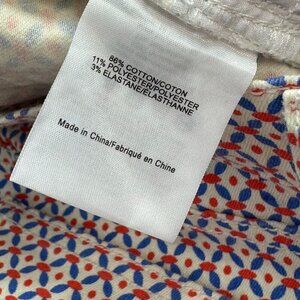 86% COTTON/COTON
11% POLYESTER/POLYESTER
3% ELASTANE/ELASTHANNE
Made in China/Fabriqué en Chine